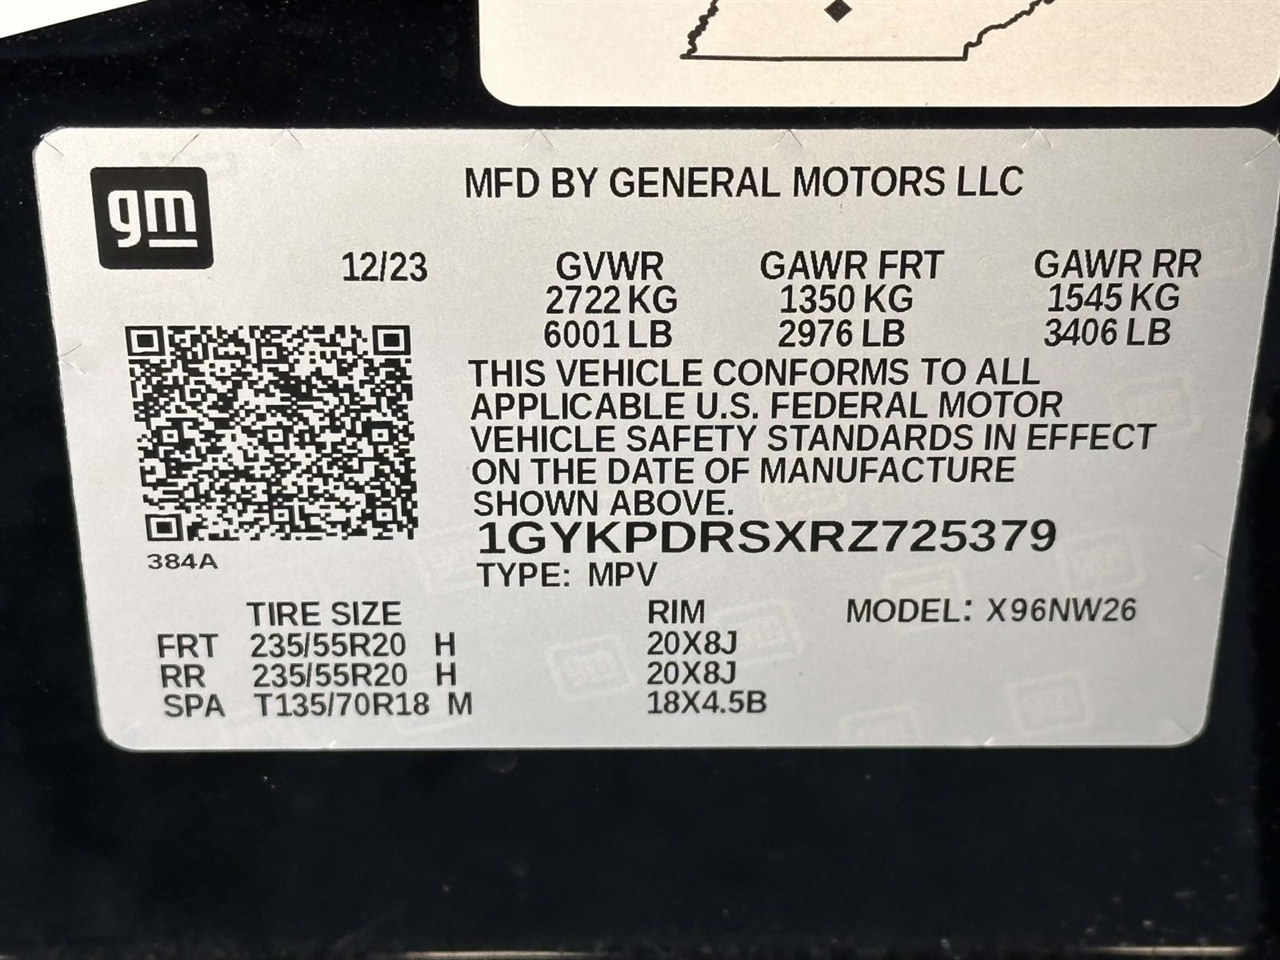 gm
MFD BY GENERAL MOTORS LLC
12/23
GVWR GAWR FRT GAWR RR
2722 KG 1350 KG 1545 KG
6001 LB 2976 LB 3406 LB
THIS VEHICLE CONFORMS TO ALL
APPLICABLE U.S. FEDERAL MOTOR
VEHICLE SAFETY STANDARDS IN EFFECT
ON THE DATE OF MANUFACTURE
SHOWN ABOVE.
1GYKPDRSXRZ725379
384A
TYPE: MPV
TIRE SIZE RIM MODEL: X96NW26
FRT 235/55R20 H 20X8J
RR 235/55R20 H 20X8J
SPA T135/70R18 M 18X4.5B